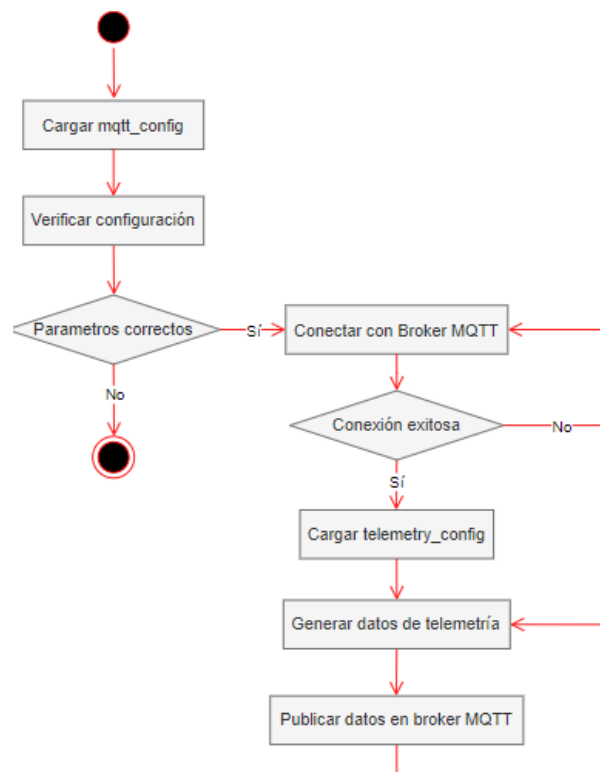 Cargar mqtt_config
Verificar configuración
Parametros correctos
Sí
Conectar con Broker MQTT
No
Conexión exitosa
No
Sí
Cargar telemetry_config
Generar datos de telemetría
Publicar datos en broker MQTT